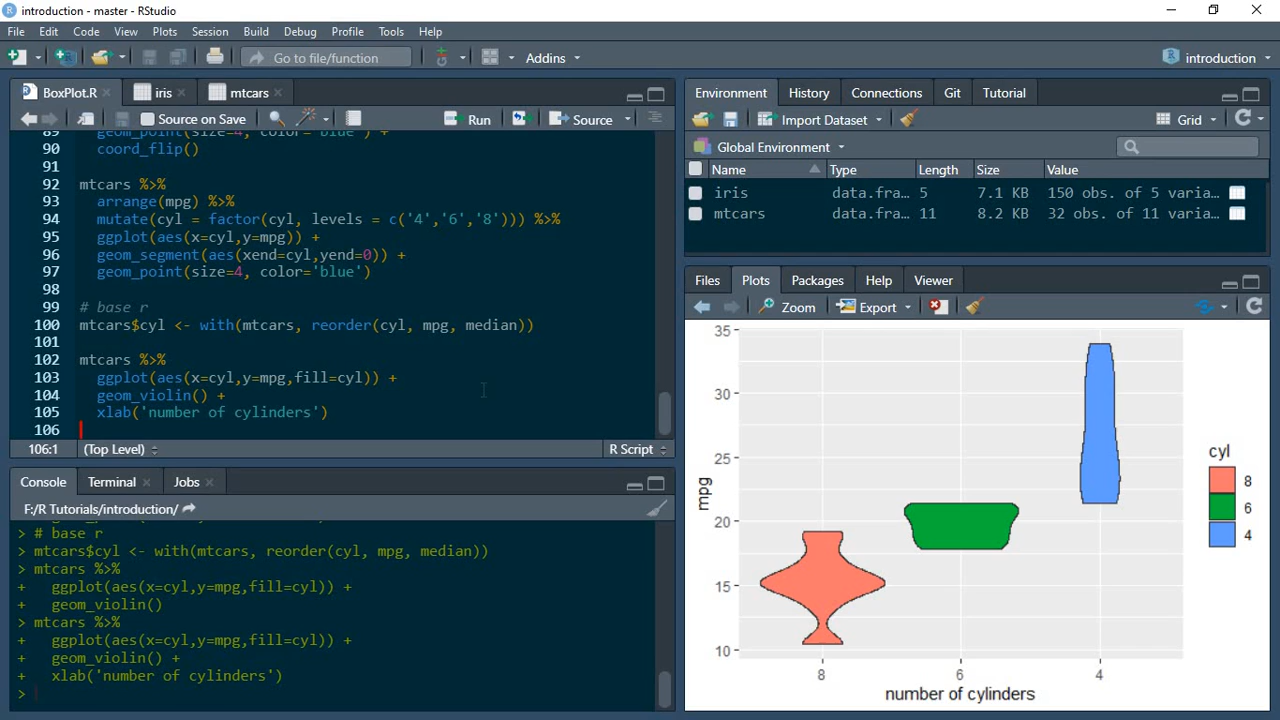 introduction - master - RStudio
File Edit Code View Plots Session Build Debug Profile Tools Help
Go to file/function Addins introduction
BoxPlot.R iris mtcars
Source on Save Run Source
89 geom_point(size=4, color='blue') +
90 coord_flip()
91
92 mtcars %>%
93 arrange(mpg) %>%
94 mutate(cyl = factor(cyl, levels = c('4','6','8'))) %>%
95 ggplot(aes(x=cyl,y=mpg)) +
96 geom_segment(aes(xend=cyl,yend=0)) +
97 geom_point(size=4, color='blue')
98
99 # base r
100 mtcars$cyl <- with(mtcars, reorder(cyl, mpg, median))
101
102 mtcars %>%
103 ggplot(aes(x=cyl,y=mpg,fill=cyl)) +
104 geom_violin() +
105 xlab('number of cylinders')
106
106:1 (Top Level) R Script
Console Terminal Jobs
F:/R Tutorials/introduction/
> # base r
> mtcars$cyl <- with(mtcars, reorder(cyl, mpg, median))
> mtcars %>%
+ ggplot(aes(x=cyl,y=mpg,fill=cyl)) +
+ geom_violin()
> mtcars %>%
+ ggplot(aes(x=cyl,y=mpg,fill=cyl)) +
+ geom_violin() +
+ xlab('number of cylinders')
>
Environment History Connections Git Tutorial
Import Dataset Grid
Global Environment
Name Type Length Size Value
iris data.fra… 5 7.1 KB 150 obs. of 5 varia…
mtcars data.fra… 11 8.2 KB 32 obs. of 11 varia…
Files Plots Packages Help Viewer
Zoom Export
35
30
25
20
15
10
mpg
8 6 4
number of cylinders
cyl
8
6
4